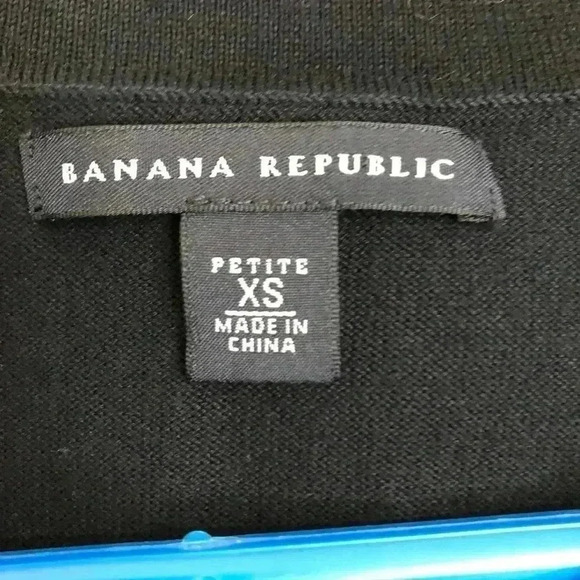 BANANA REPUBLIC
PETITE
XS
MADE IN
CHINA